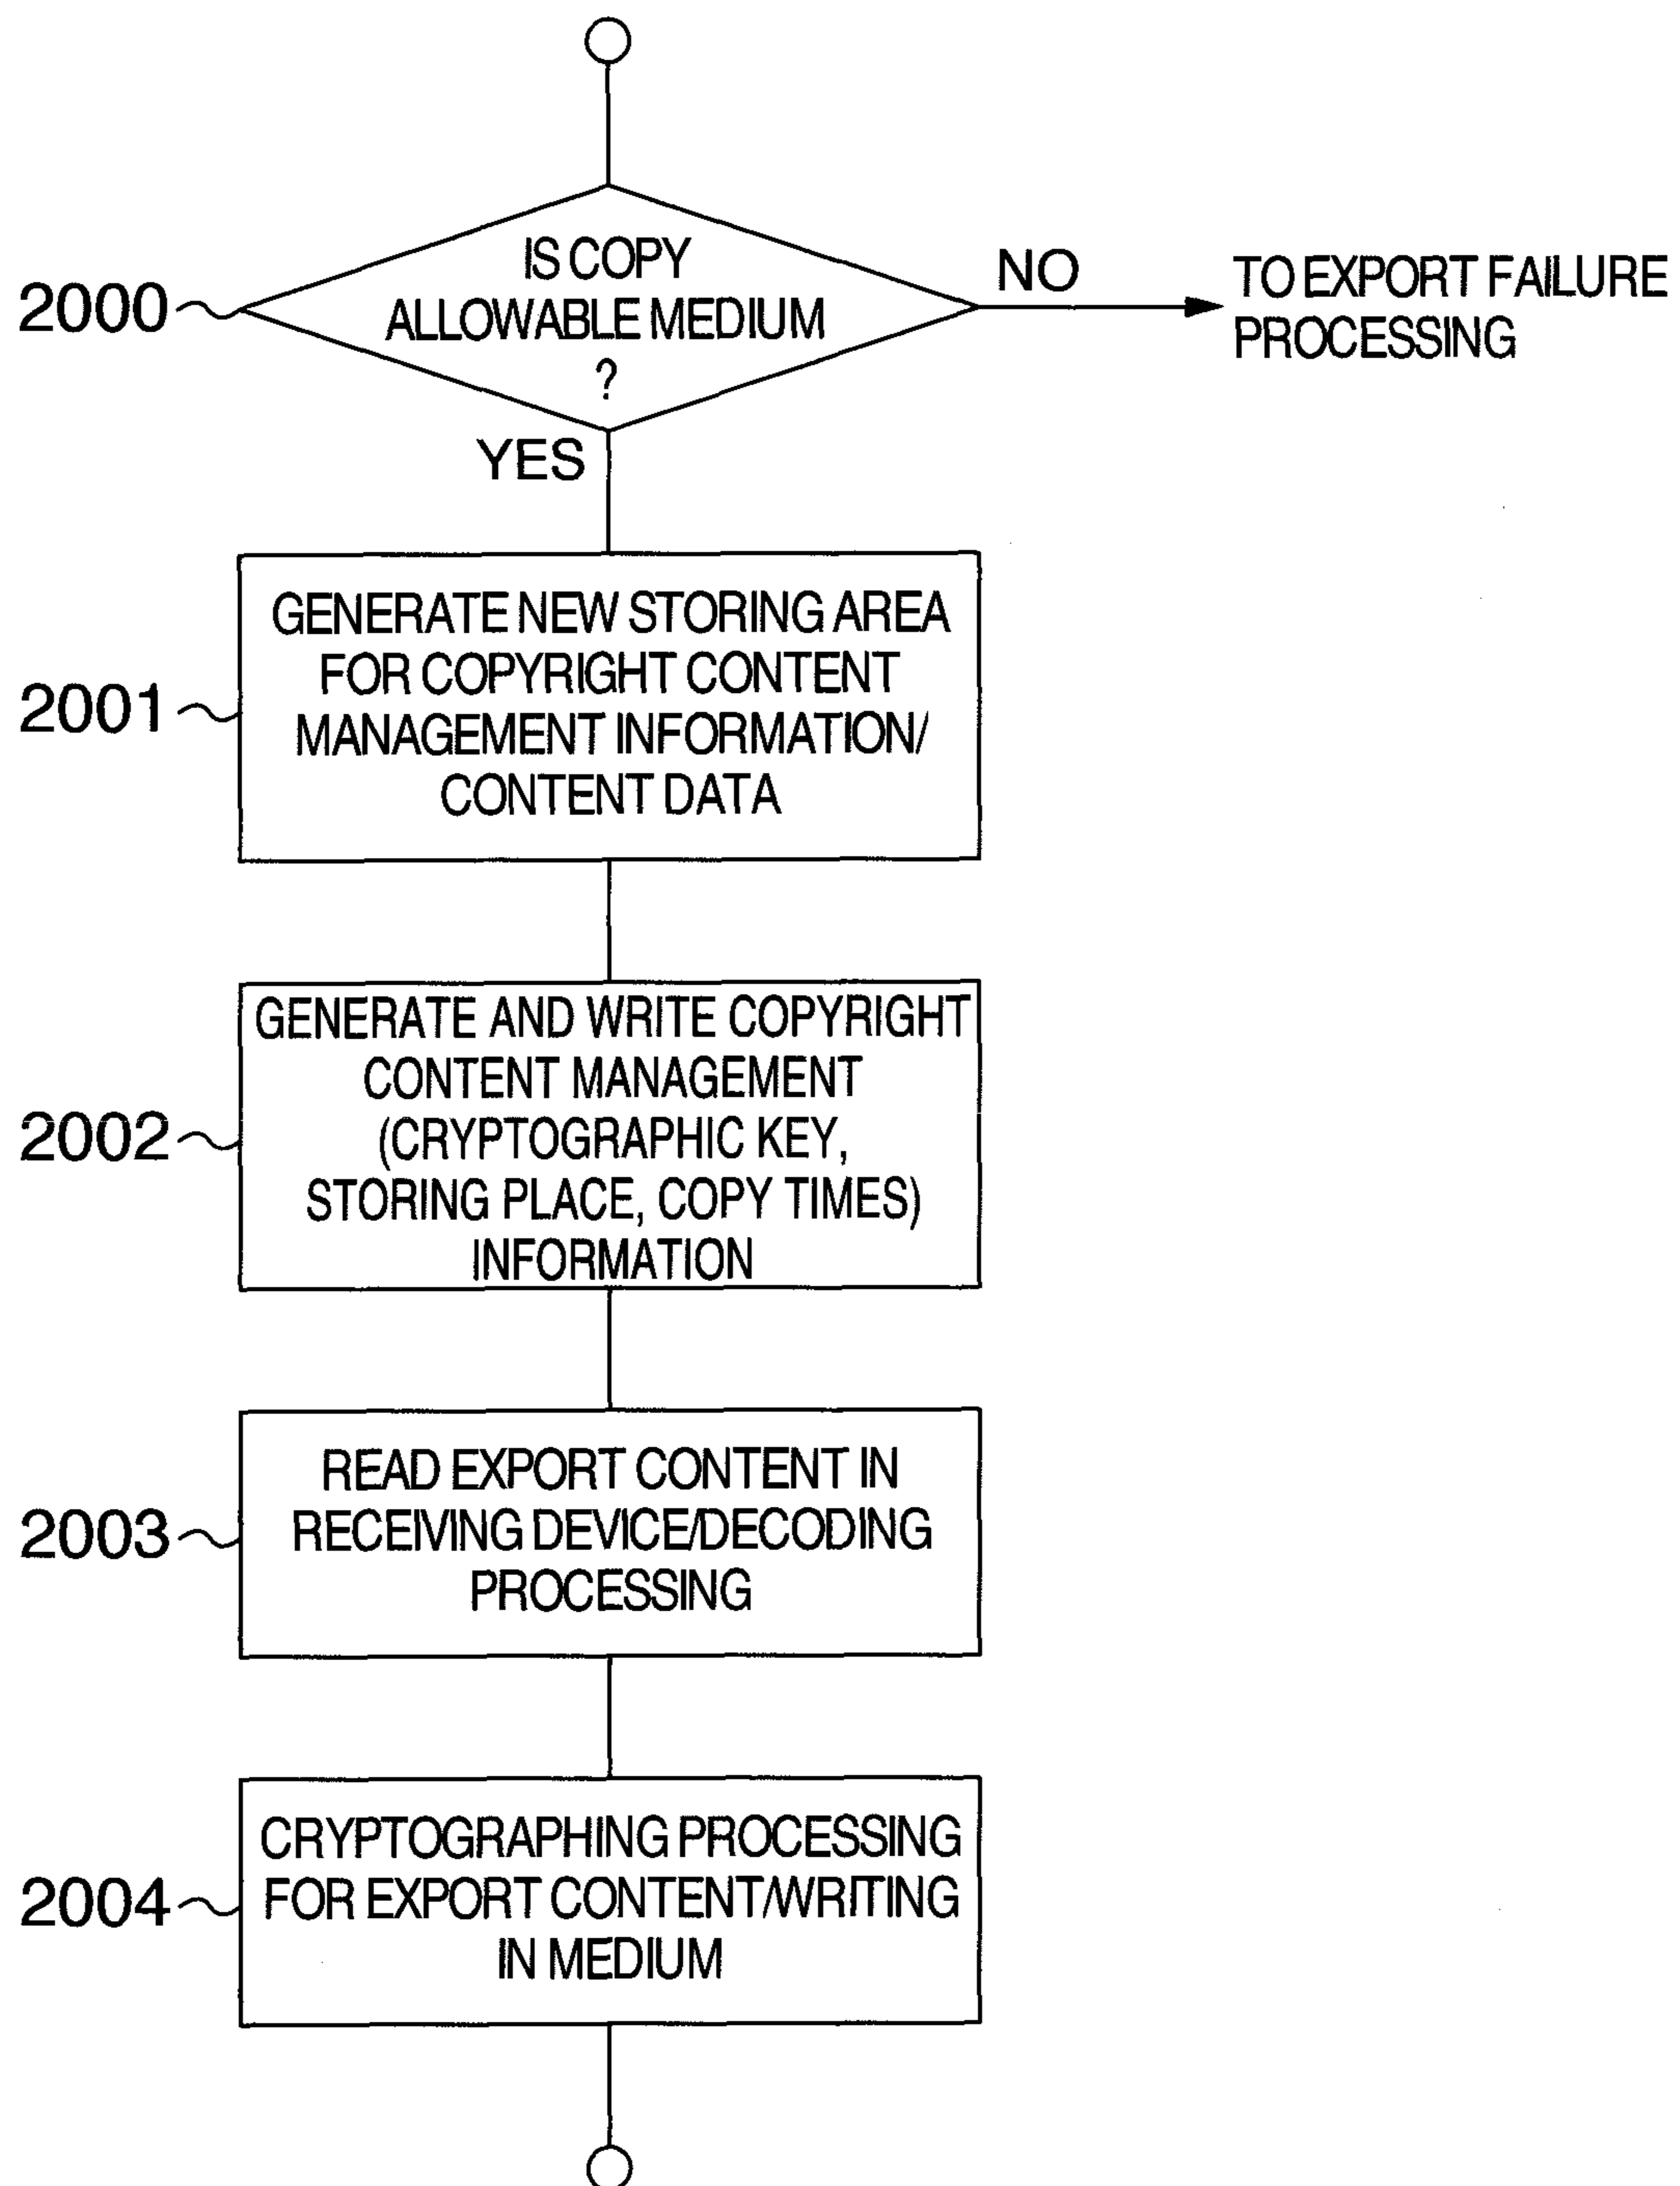 IS COPY
ALLOWABLE MEDIUM
?
2000
NO
TO EXPORT FAILURE
PROCESSING
YES
GENERATE NEW STORING AREA
FOR COPYRIGHT CONTENT
MANAGEMENT INFORMATION/
CONTENT DATA
2001
GENERATE AND WRITE COPYRIGHT
CONTENT MANAGEMENT
(CRYPTOGRAPHIC KEY,
STORING PLACE, COPY TIMES)
INFORMATION
2002
READ EXPORT CONTENT IN
RECEIVING DEVICE/DECODING
PROCESSING
2003
CRYPTOGRAPHING PROCESSING
FOR EXPORT CONTENT/WRITING
IN MEDIUM
2004